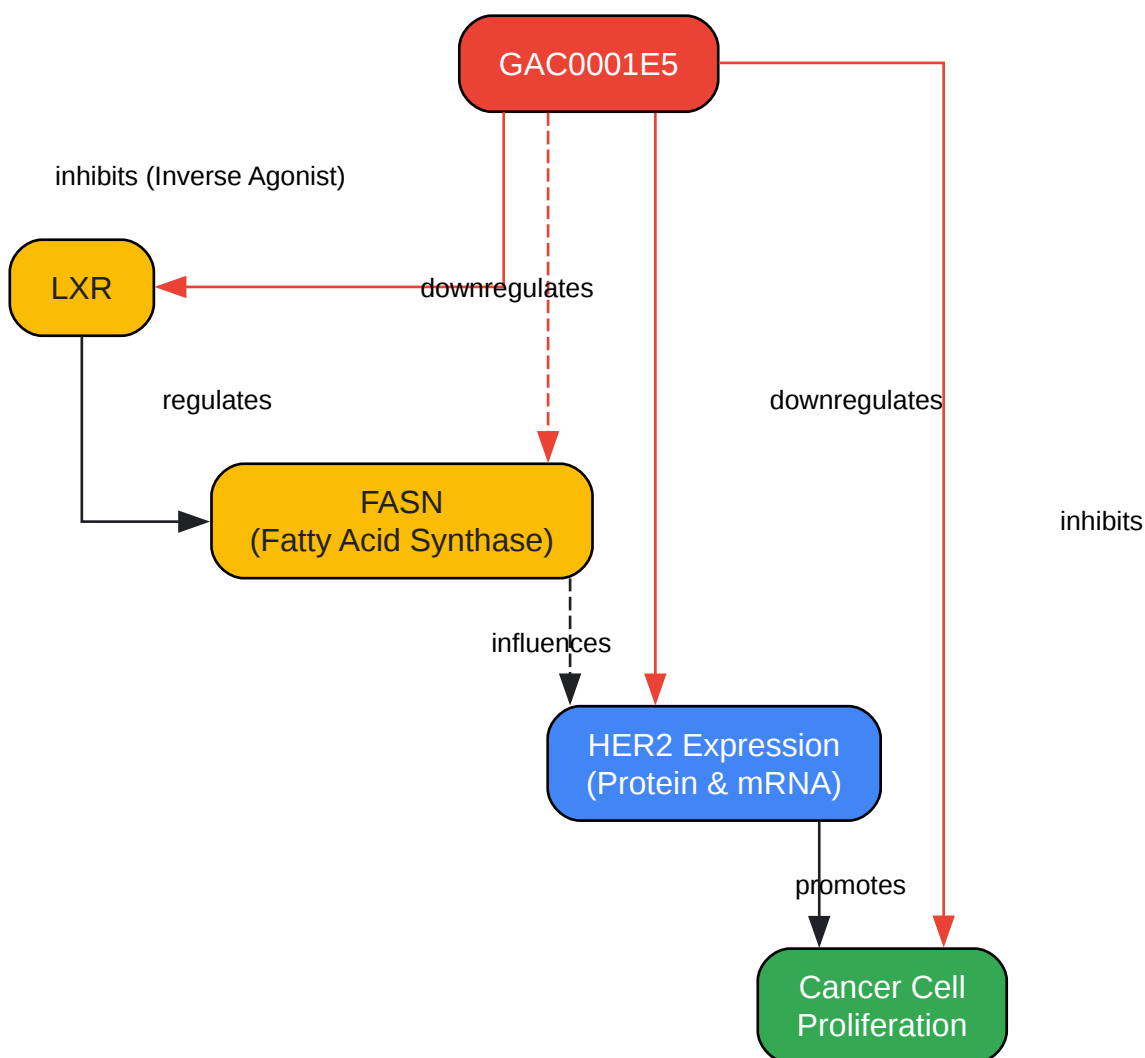 GAC0001E5
inhibits (Inverse Agonist)
LXR
downregulates
regulates
downregulates
FASN
(Fatty Acid Synthase)
inhibits
influences
HER2 Expression
(Protein & mRNA)
promotes
Cancer Cell
Proliferation